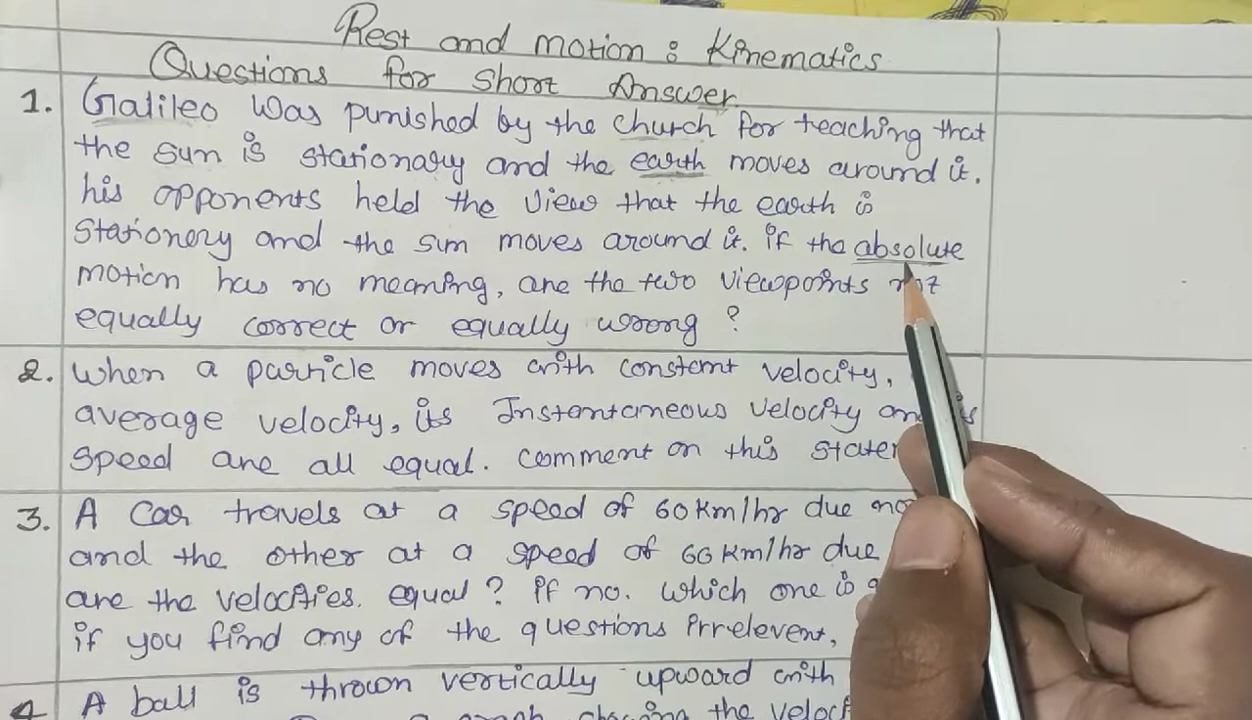 Rest and motion : Kinematics
Questions for short Answer
1. Galileo was punished by the church for teaching that
the sun is stationary and the earth moves around it.
his opponents held the view that the earth is
stationery and the sun moves around it. if the absolute
motion has no meaning, are the two viewpoints not
equally correct or equally wrong ?
2. When a particle moves with constant velocity,
average velocity, its Instantaneous velocity and its
speed are all equal. comment on this
3. A car travels at a speed of 60 km/hr due
and the other at a speed of 60 km/hr due
are the velocities. equal ? if no. which one is
if you find any of the questions irrelevent,
4 A ball is thrown vertically upward with
a graph showing the